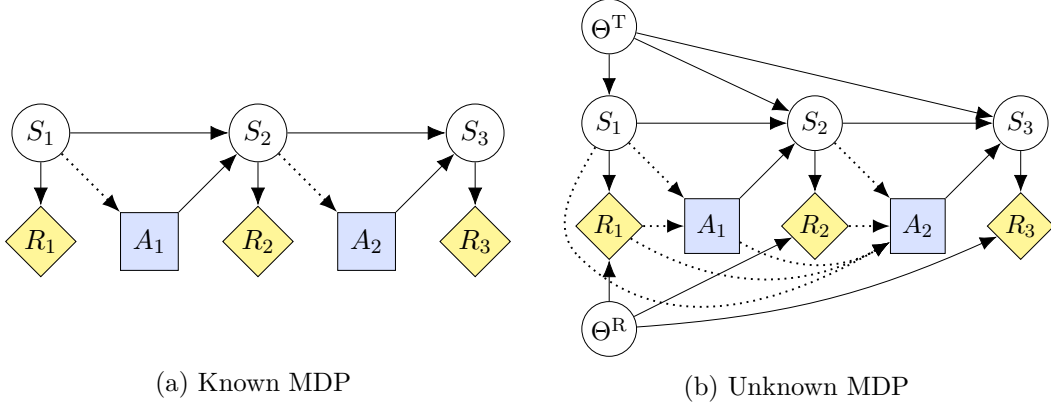 Θᵀ
S₁ S₂ S₃ S₁ S₂ S₃
R₁ A₁ R₂ A₂ R₃ R₁ A₁ R₂ A₂ R₃
Θᴿ
(a) Known MDP
(b) Unknown MDP